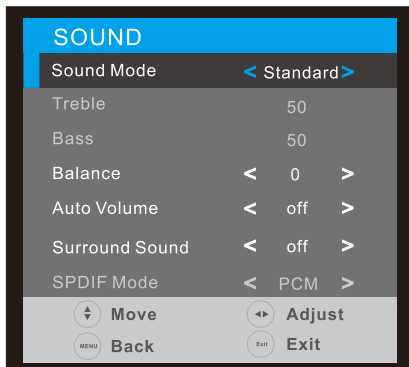 SOUND
Sound Mode < Standard >
Treble 50
Bass 50
Balance < 0 >
Auto Volume < off >
Surround Sound < off >
SPDIF Mode < PCM >
Move Adjust
MENU Back Exit Exit